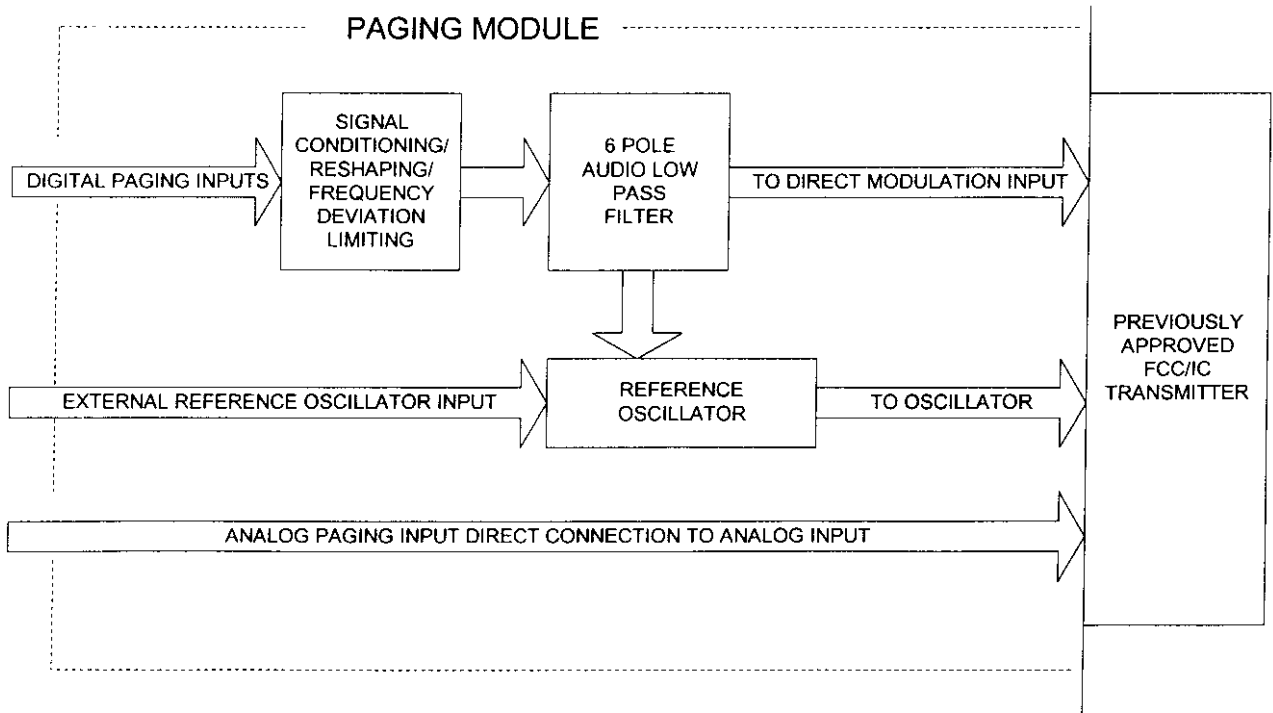 PAGING MODULE
DIGITAL PAGING INPUTS
SIGNAL
CONDITIONING/
RESHAPING/
FREQUENCY
DEVIATION
LIMITING
6 POLE
AUDIO LOW
PASS
FILTER
TO DIRECT MODULATION INPUT
EXTERNAL REFERENCE OSCILLATOR INPUT
REFERENCE
OSCILLATOR
TO OSCILLATOR
ANALOG PAGING INPUT DIRECT CONNECTION TO ANALOG INPUT
PREVIOUSLY
APPROVED
FCC/IC
TRANSMITTER